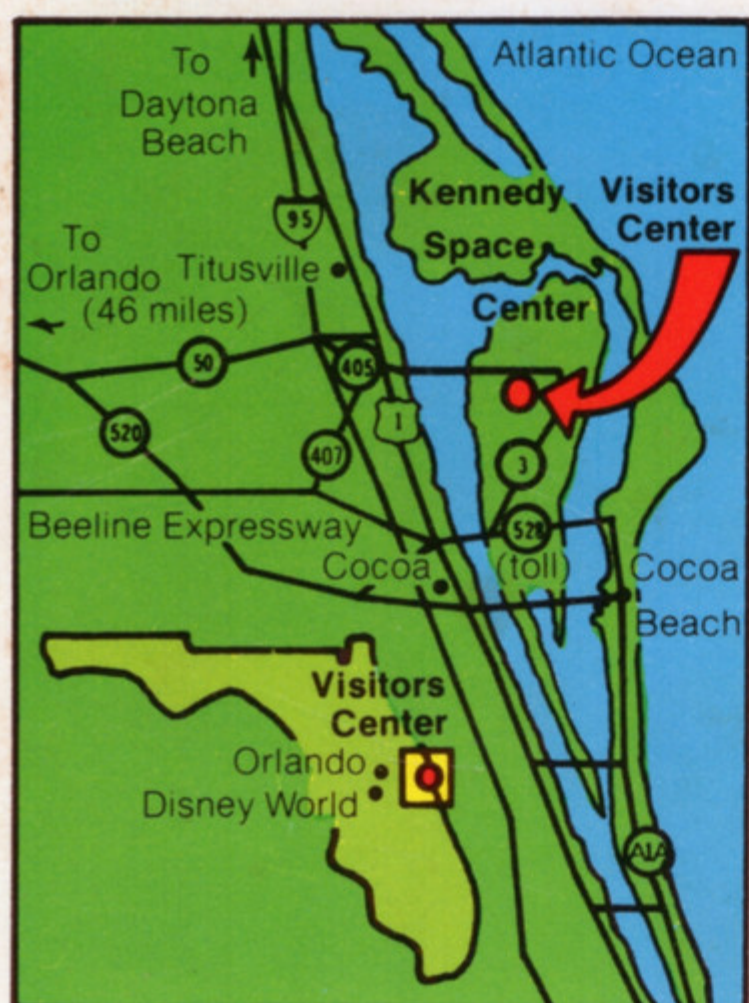 Atlantic Ocean
To
Daytona
Beach
95
Kennedy
Space
Center
Visitors
Center
To
Orlando
(46 miles)
Titusville
50
405
520
1
407
3
Beeline Expressway
528
(toll)
Cocoa
Cocoa
Beach
Visitors
Center
Orlando
Disney World
A1A